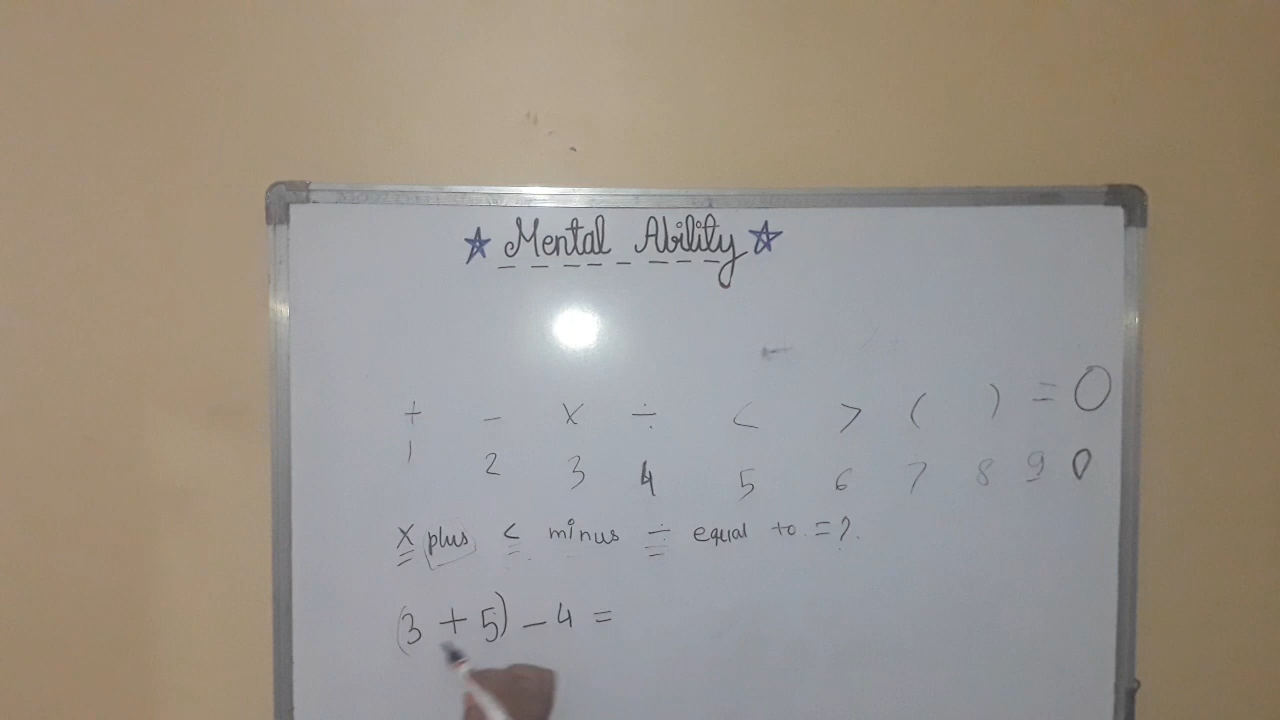 ☆ Mental Ability ☆
+ - × ÷ < > ( ) = 0
1 2 3 4 5 6 7 8 9 0
× plus < minus ÷ equal to = ?
(3 + 5) - 4 =